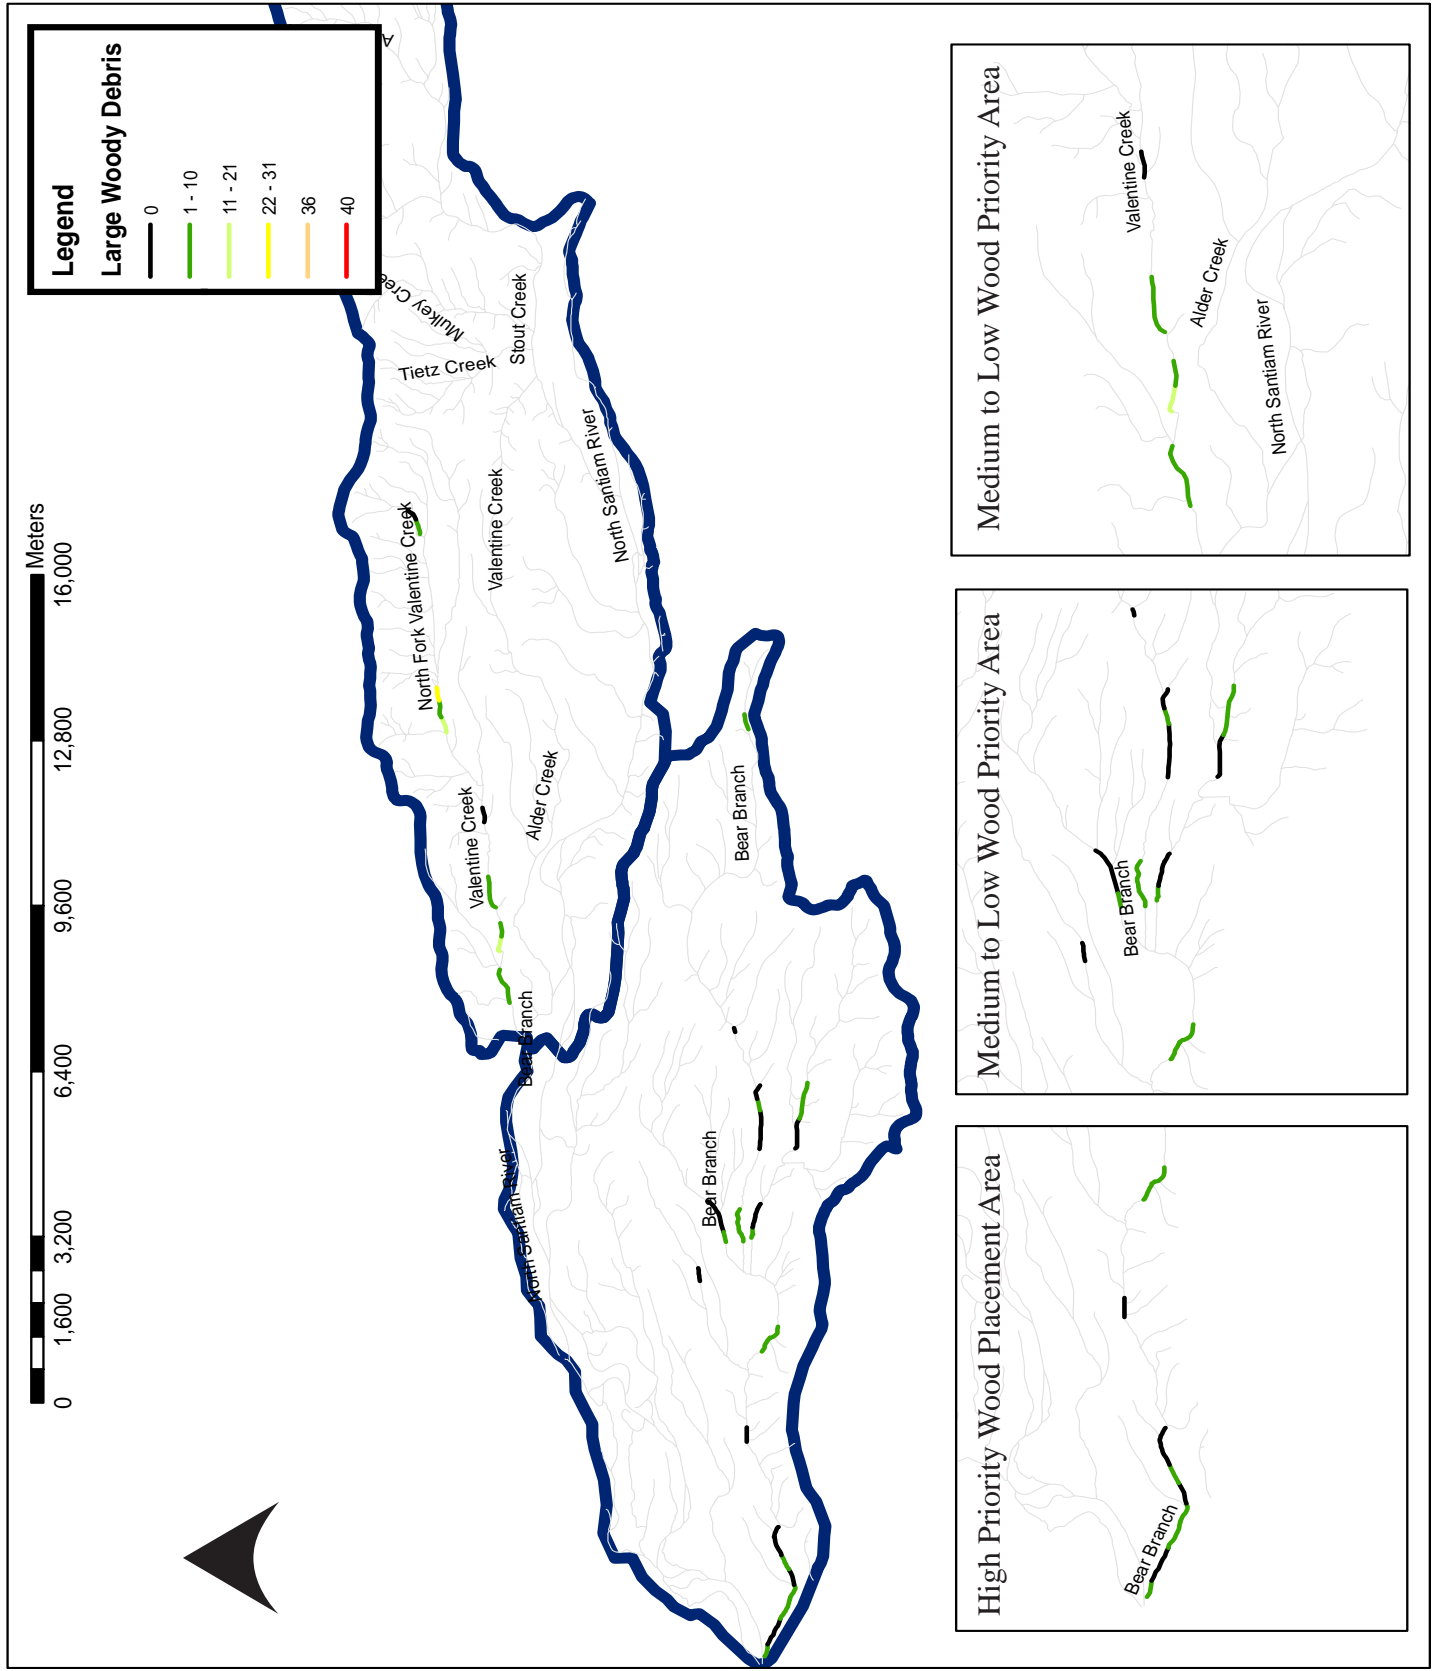 Legend
Large Woody Debris
0
1 - 10
11 - 21
22 - 31
36
40
A
Mulkey Cree
Tietz Creek
Stout Creek
North Santiam River
North Fork Valentine Creek
Valentine Creek
Valentine Creek
Alder Creek
Bear Branch
Bear Branch
North Santiam River
Bear Branch
Meters
0
1,600
3,200
6,400
9,600
12,800
16,000
High Priority Wood Placement Area
Bear Branch
Medium to Low Wood Priority Area
Bear Branch
Medium to Low Wood Priority Area
Valentine Creek
Alder Creek
North Santiam River